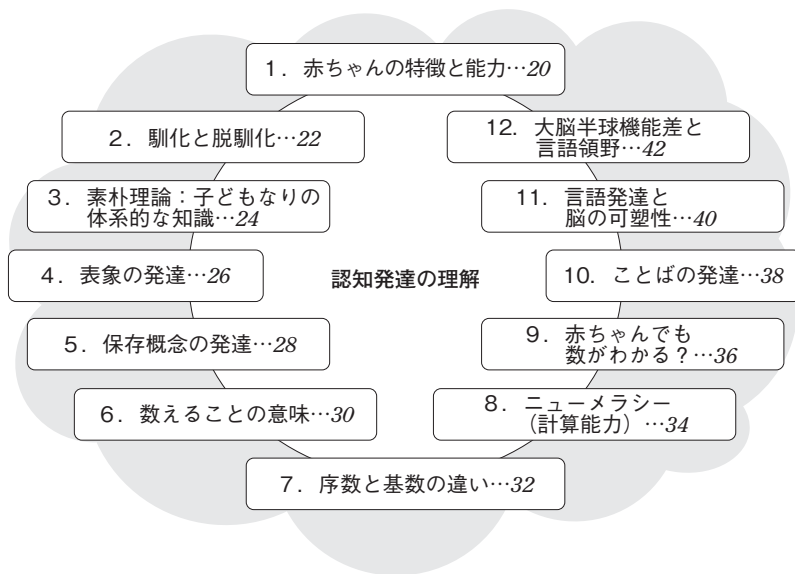 1．赤ちゃんの特徴と能力…20
2．馴化と脱馴化…22
3．素朴理論：子どもなりの
体系的な知識…24
4．表象の発達…26
5．保存概念の発達…28
6．数えることの意味…30
7．序数と基数の違い…32
8．ニューメラシー
（計算能力）…34
9．赤ちゃんでも
数がわかる？…36
10．ことばの発達…38
11．言語発達と
脳の可塑性…40
12．大脳半球機能差と
言語領野…42
認知発達の理解